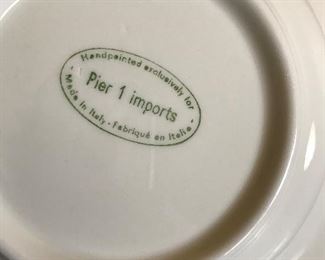 Handpainted exclusively for
Pier 1 imports
- Made in Italy - Fabriqué en Italie -